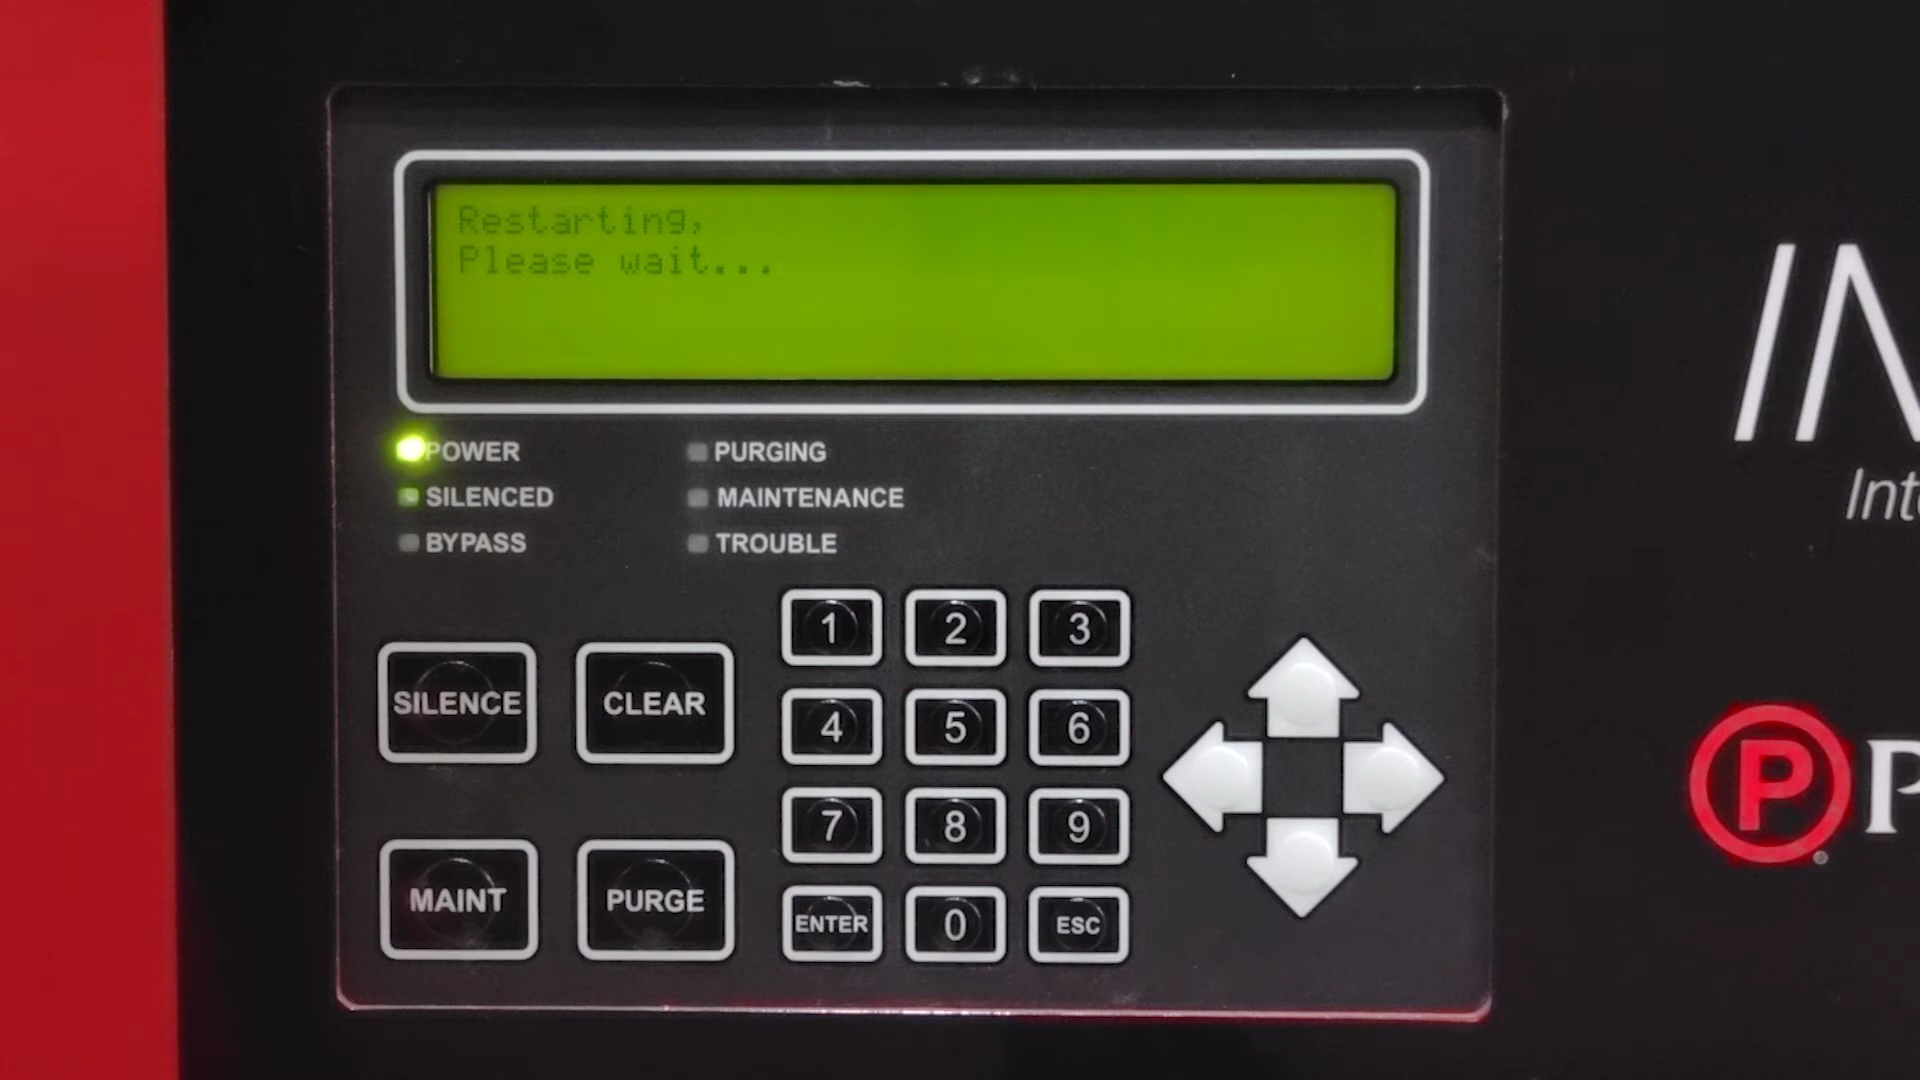 Restarting,
Please wait...
POWER
PURGING
SILENCED
MAINTENANCE
BYPASS
TROUBLE
SILENCE
CLEAR
MAINT
PURGE
1 2 3
4 5 6
7 8 9
ENTER 0 ESC
P